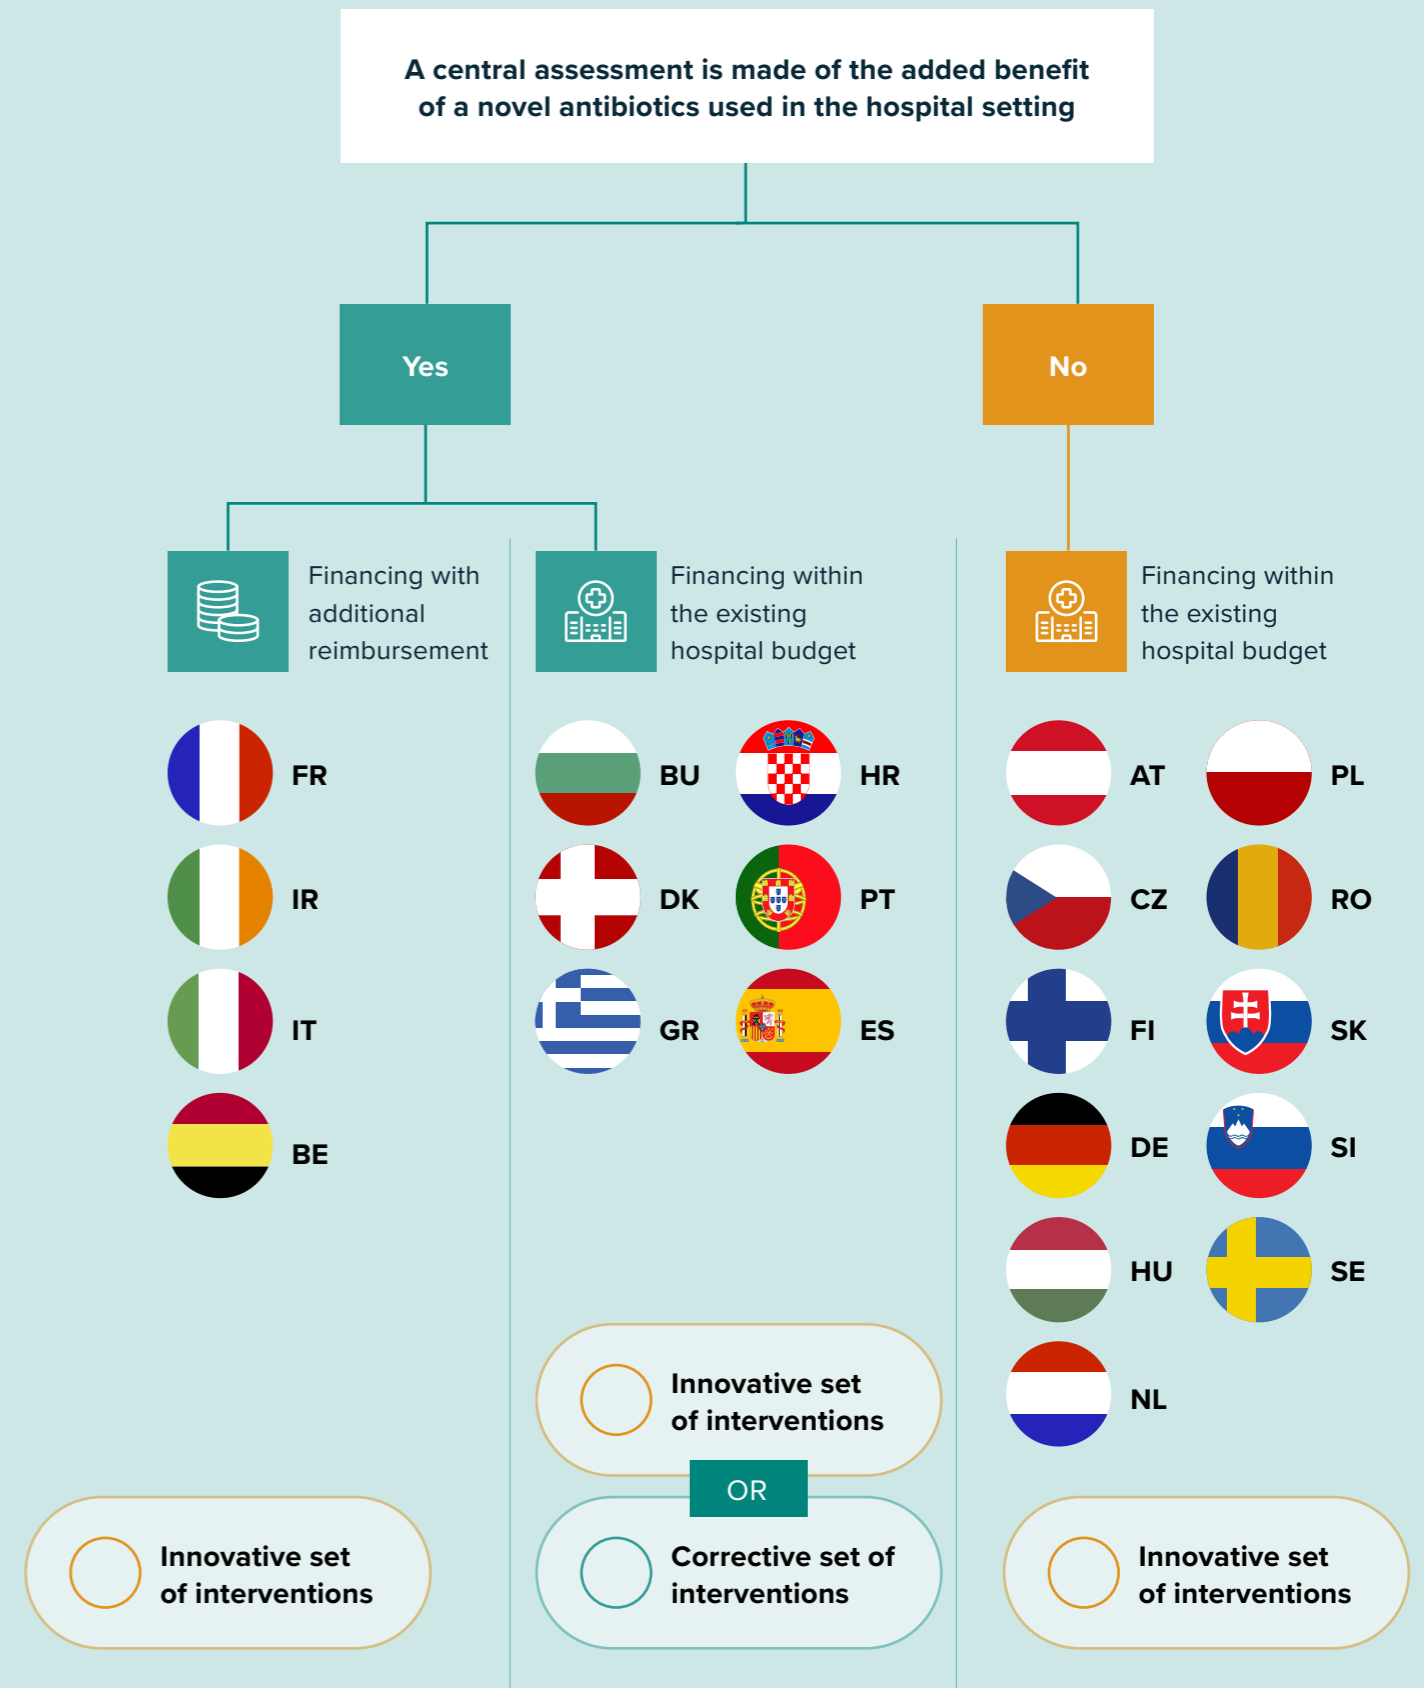 A central assessment is made of the added benefit
of a novel antibiotics used in the hospital setting
Yes
No
Financing with
additional
reimbursement
Financing within
the existing
hospital budget
Financing within
the existing
hospital budget
FR
IR
IT
BE
BU
HR
DK
PT
GR
ES
AT
PL
CZ
RO
FI
SK
DE
SI
HU
SE
NL
Innovative set
of interventions
Innovative set
of interventions
OR
Corrective set of
interventions
Innovative set
of interventions